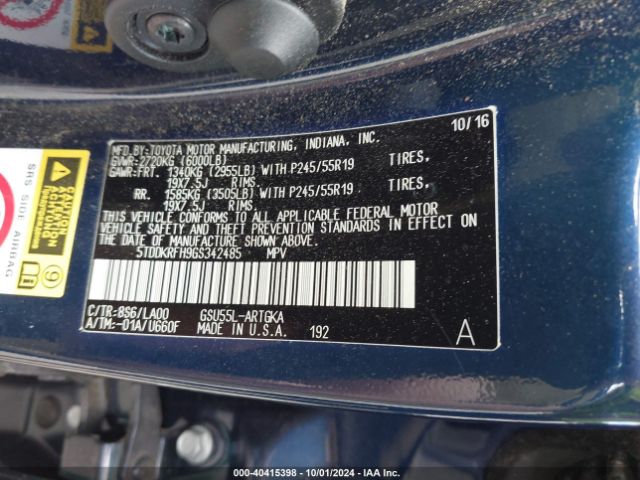 MFD.BY:TOYOTA MOTOR MANUFACTURING, INDIANA, INC. 10/16
GVWR:2720KG (6000LB)
GAWR:FRT. 1340KG (2955LB) WITH P245/55R19 TIRES,
19X7.5J RIMS
RR. 1585KG (3505LB) WITH P245/55R19 TIRES,
19X7.5J RIMS
THIS VEHICLE CONFORMS TO ALL APPLICABLE FEDERAL MOTOR
VEHICLE SAFETY AND THEFT PREVENTION STANDARDS IN EFFECT ON
THE DATE OF MANUFACTURE SHOWN ABOVE.
5TDDKRFH9GS342485 MPV
C/TR:8S6/LA00 GSU55L-ARTGKA
A/TM:-01A/U660F MADE IN U.S.A. 192 A
SRS SIDE AIRBAG
CAUTION
9
i
000-40415398 - 10/01/2024 - IAA Inc.